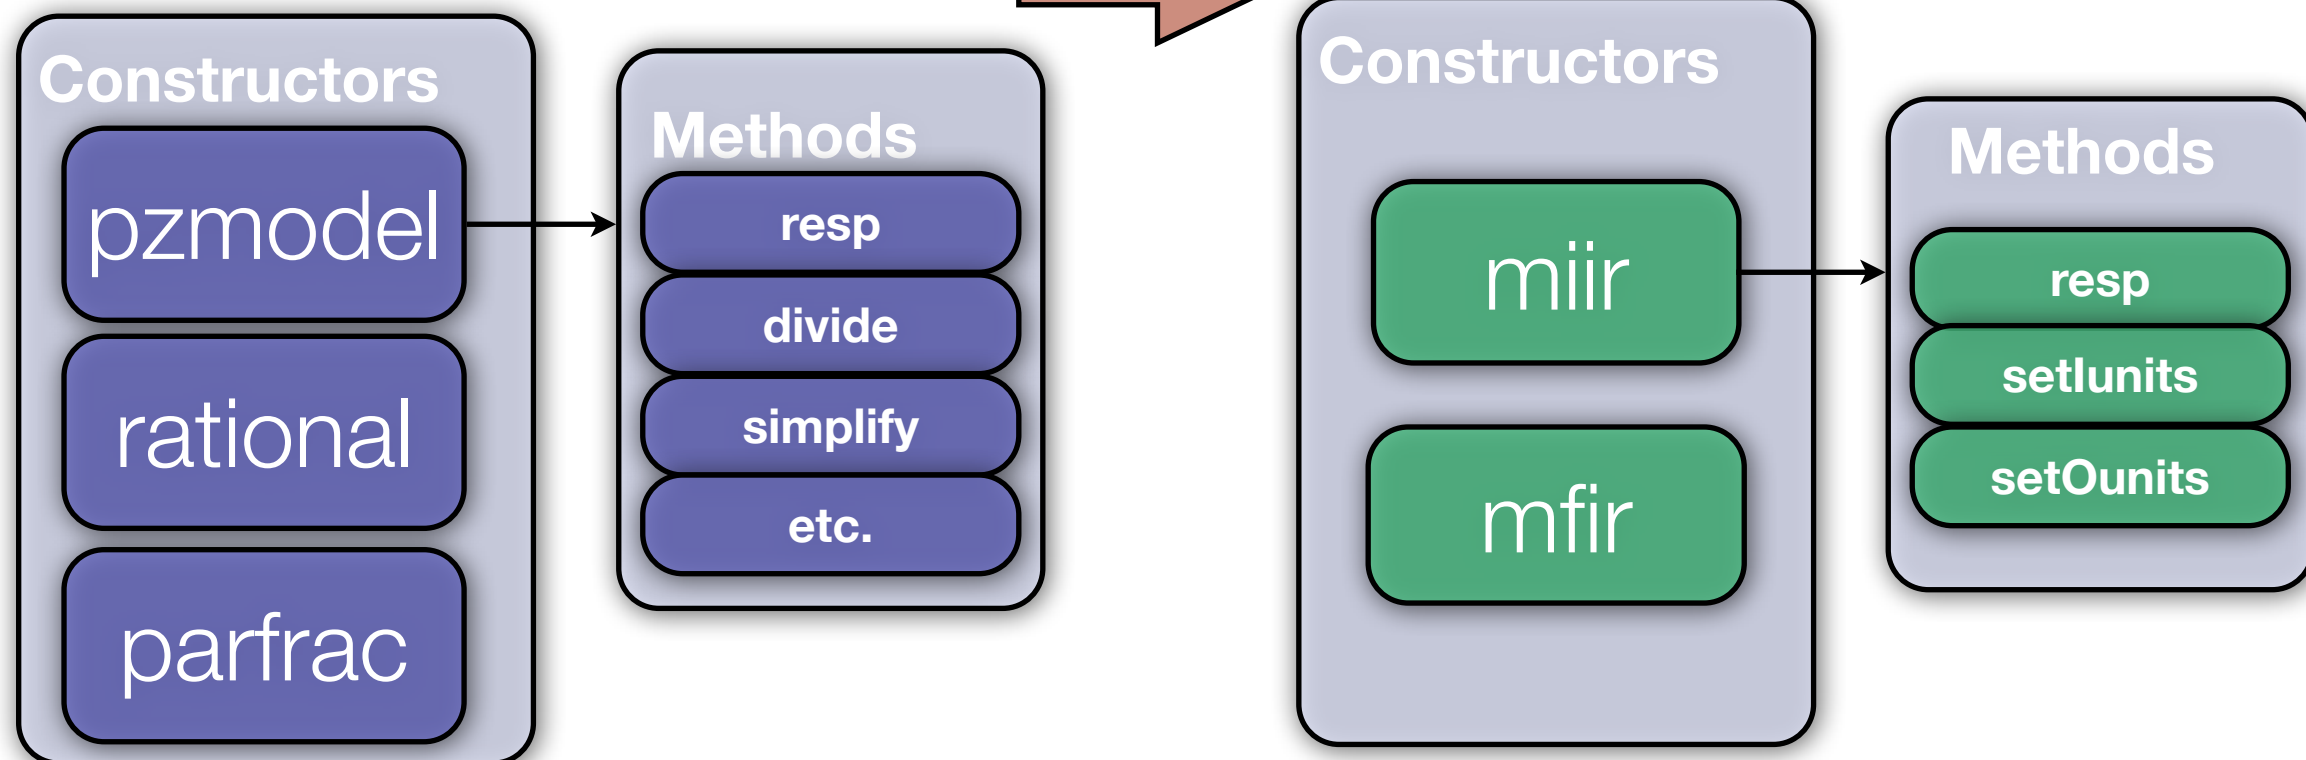 Constructors
pzmodel
rational
parfrac
Methods
resp
divide
simplify
etc.
Constructors
miir
mfir
Methods
resp
setIunits
setOunits